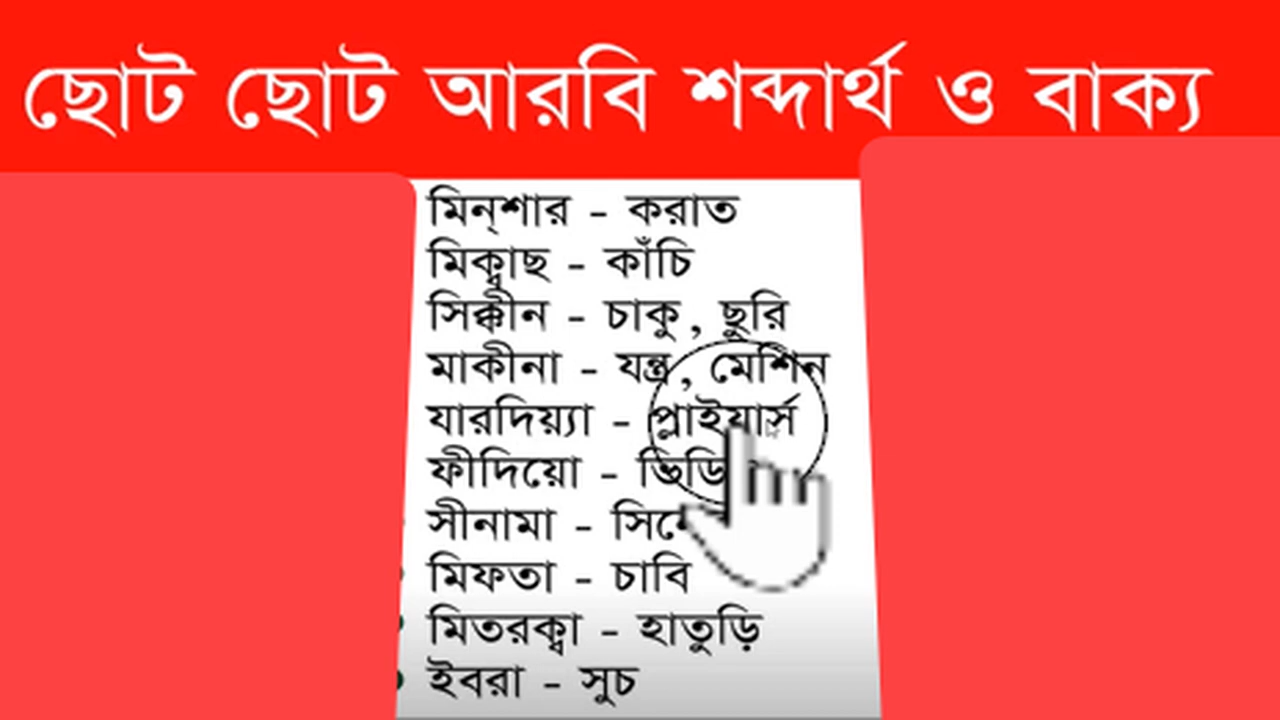 ছোট ছোট আরবি শব্দার্থ ও বাক্য
মিন্শার - করাত
মিক্বাছ - কাঁচি
সিক্কীন - চাকু , ছুরি
মাকীনা - যন্ত্র , মেশিন
যারদিয়্যা - প্লাইয়ার্স
ফীদিয়ো -
সীনামা -
মিফতা - চাবি
মিতরক্বা - হাতুড়ি
ইবরা - সুচ